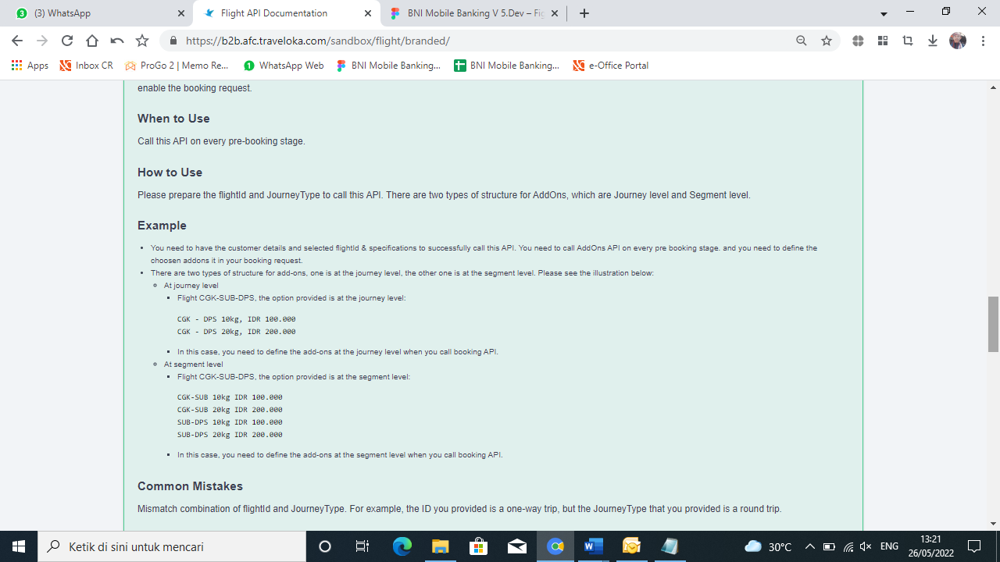 (3) WhatsApp
Flight API Documentation
BNI Mobile Banking V 5.Dev – Fig
https://b2b.afc.traveloka.com/sandbox/flight/branded/
Apps
Inbox CR
ProGo 2 | Memo Re...
WhatsApp Web
BNI Mobile Banking...
BNI Mobile Banking...
e-Office Portal
enable the booking request.
When to Use
Call this API on every pre-booking stage.
How to Use
Please prepare the flightId and JourneyType to call this API. There are two types of structure for AddOns, which are Journey level and Segment level.
Example
You need to have the customer details and selected flightId & specifications to successfully call this API. You need to call AddOns API on every pre booking stage. and you need to define the
choosen addons it in your booking request.
There are two types of structure for add-ons, one is at the journey level, the other one is at the segment level. Please see the illustration below:
At journey level
Flight CGK-SUB-DPS, the option provided is at the journey level:
CGK - DPS 10kg, IDR 100.000
CGK - DPS 20kg, IDR 200.000
In this case, you need to define the add-ons at the journey level when you call booking API.
At segment level
Flight CGK-SUB-DPS, the option provided is at the segment level:
CGK-SUB 10kg IDR 100.000
CGK-SUB 20kg IDR 200.000
SUB-DPS 10kg IDR 100.000
SUB-DPS 20kg IDR 200.000
In this case, you need to define the add-ons at the segment level when you call booking API.
Common Mistakes
Mismatch combination of flightId and JourneyType. For example, the ID you provided is a one-way trip, but the JourneyType that you provided is a round trip.
Ketik di sini untuk mencari
30°C
ENG
13:21
26/05/2022